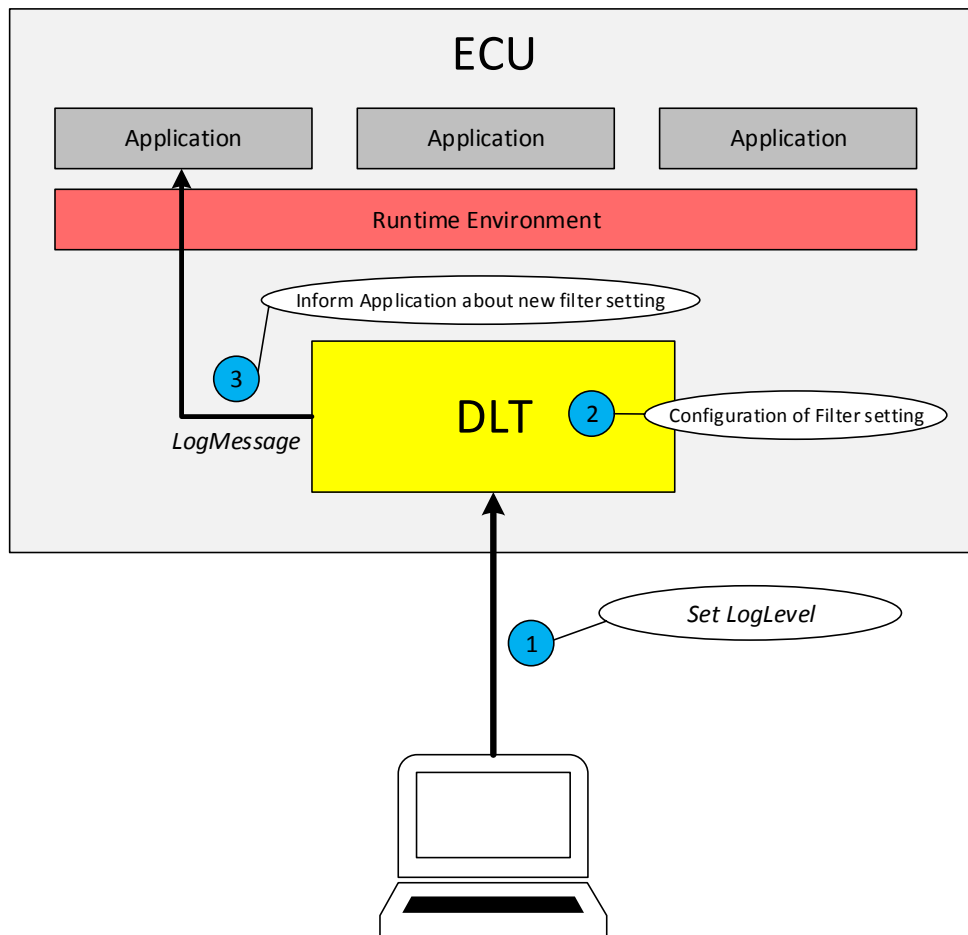 ECU
Application
Application
Application
Runtime Environment
Inform Application about new filter setting
3
DLT
2
Configuration of Filter setting
LogMessage
Set LogLevel
1